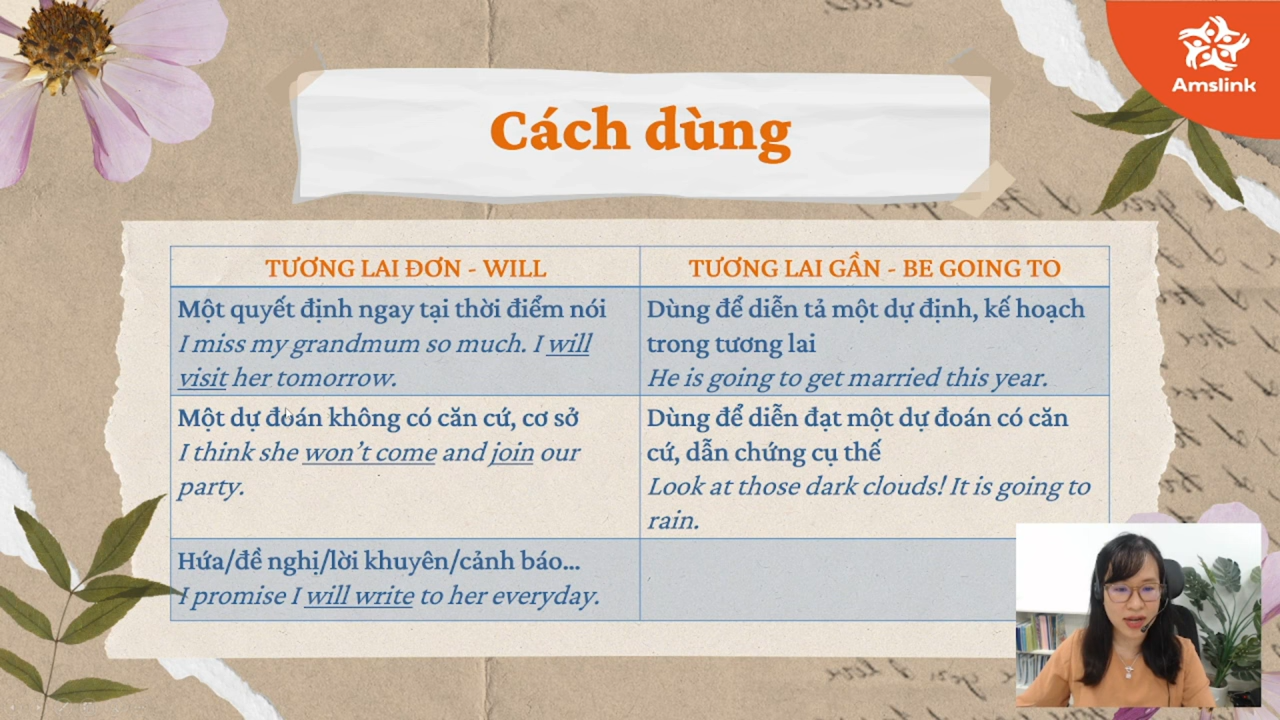 Amslink
Cách dùng
TƯƠNG LAI ĐƠN - WILL
TƯƠNG LAI GẦN - BE GOING TO
Một quyết định ngay tại thời điểm nói
I miss my grandmum so much. I will
visit her tomorrow.
Dùng để diễn tả một dự định, kế hoạch
trong tương lai
He is going to get married this year.
Một dự đoán không có căn cứ, cơ sở
I think she won't come and join our
party.
Dùng để diễn đạt một dự đoán có căn
cứ, dẫn chứng cụ thế
Look at those dark clouds! It is going to
rain.
Hứa/đề nghị/lời khuyên/cảnh báo...
I promise I will write to her everyday.